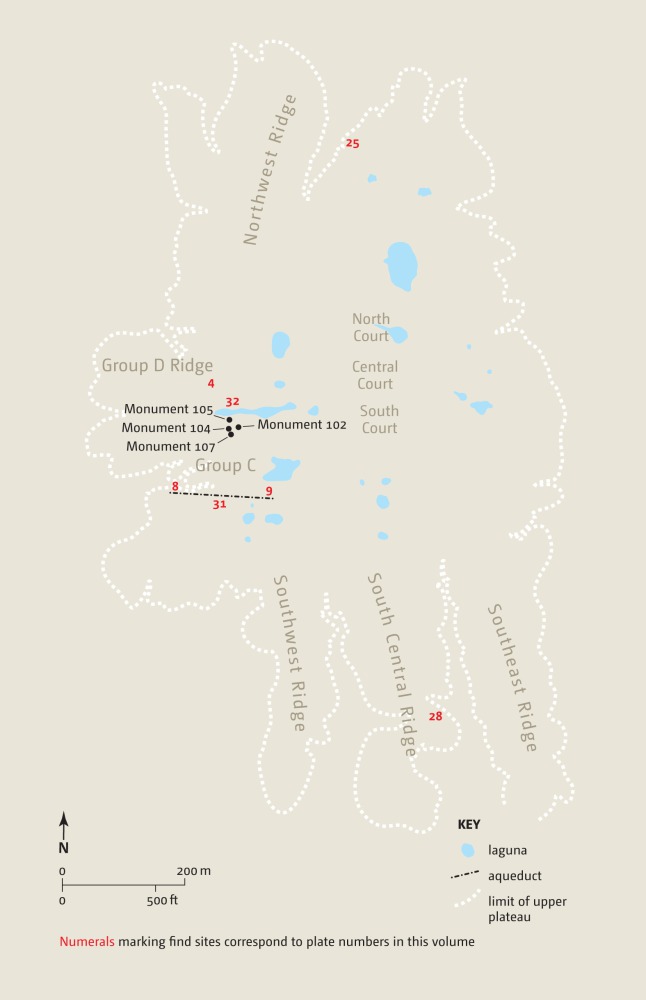 25
Northwest Ridge
North
Court
Central
Court
South
Court
Group D Ridge
4
32
Monument 105
Monument 104
Monument 107
Monument 102
Group C
8
9
31
Southwest Ridge
South Central Ridge
Southeast Ridge
28
N
0
200 m
0
500 ft
KEY
laguna
aqueduct
limit of upper
plateau
Numerals marking find sites correspond to plate numbers in this volume